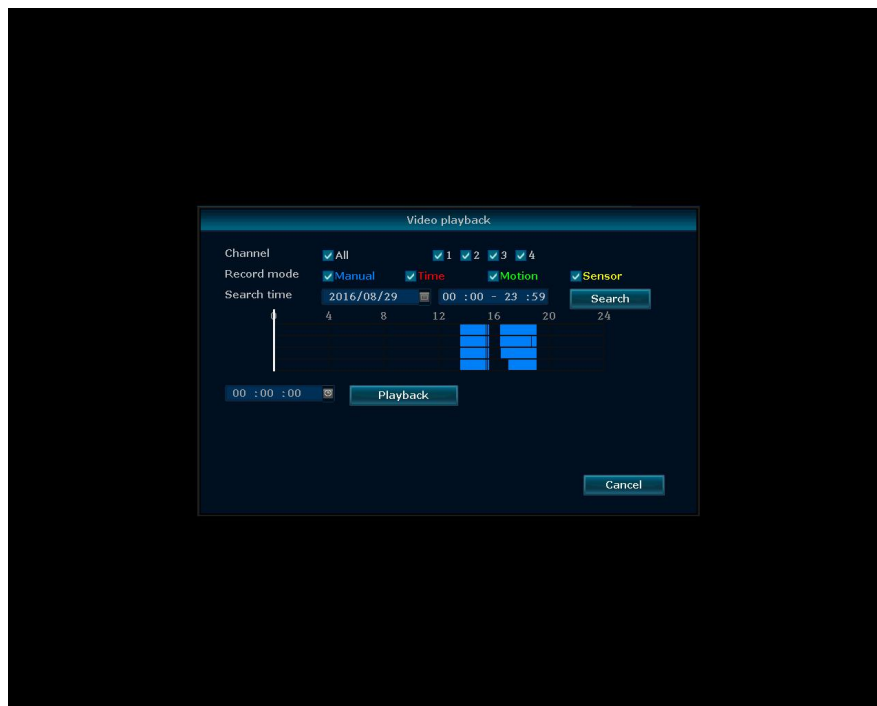 Video playback
Channel All 1 2 3 4
Record mode Manual Time Motion Sensor
Search time 2016/08/29 00 :00 - 23 :59 Search
0 4 8 12 16 20 24
00 :00 :00 Playback
Cancel